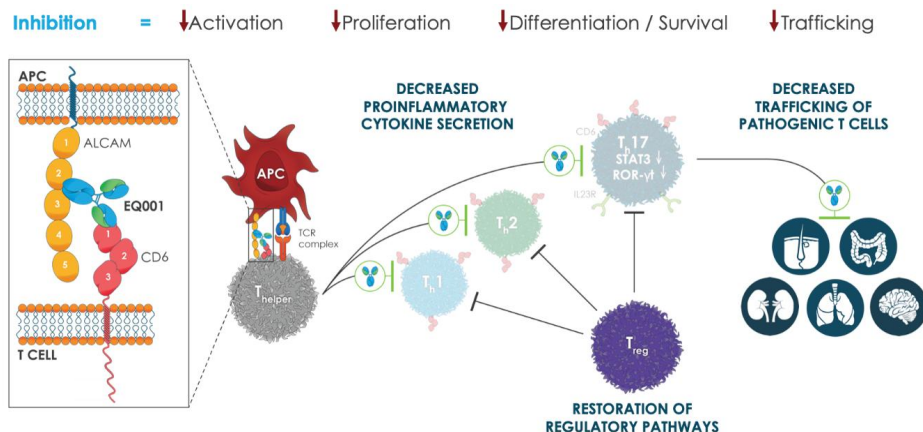 Inhibition = ↓Activation ↓Proliferation ↓Differentiation / Survival ↓Trafficking
APC
1
ALCAM
2
3
EQ001
4
5
1
2
CD6
3
T CELL
APC
TCR
complex
Thelper
DECREASED
PROINFLAMMATORY
CYTOKINE SECRETION
CD6
Th17
STAT3 ↓
ROR-γt ↓
IL23R
Th2
Th1
Treg
RESTORATION OF
REGULATORY PATHWAYS
DECREASED
TRAFFICKING OF
PATHOGENIC T CELLS